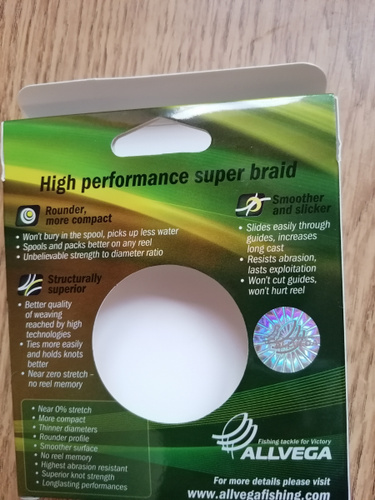 High performance super braid
Rounder,
more compact
• Won't bury in the spool, picks up less water
• Spools and packs better on any reel
• Unbelievable strength to diameter ratio
Smoother
and slicker
• Slides easily through
guides, increases
long cast
• Resists abrasion,
lasts exploitation
• Won't cut guides,
won't hurt reel
Structurally
superior
• Better quality
of weaving
reached by high
technologies
• Ties more easily
and holds knots
better
• Near zero stretch –
no reel memory
• Near 0% stretch
• More compact
• Thinner diameters
• Rounder profile
• Smoother surface
• No reel memory
• Highest abrasion resistant
• Superior knot strength
• Longlasting performances
Fishing tackle for Victory
ALLVEGA
For more details please visit
www.allvegafishing.com